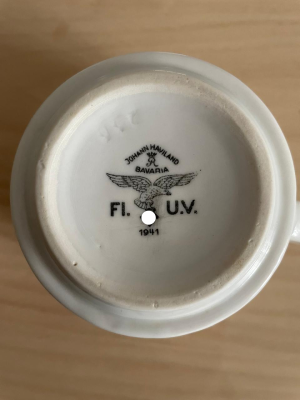 JOHANN HAVILAND
BAVARIA
Fl. U.V.
1941